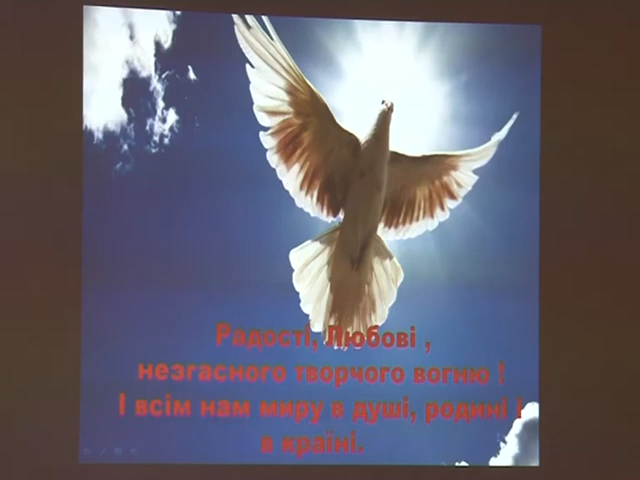 Радості, Любові ,
незгасного творчого вогню !
І всім нам миру в душі, родині і
в країні.